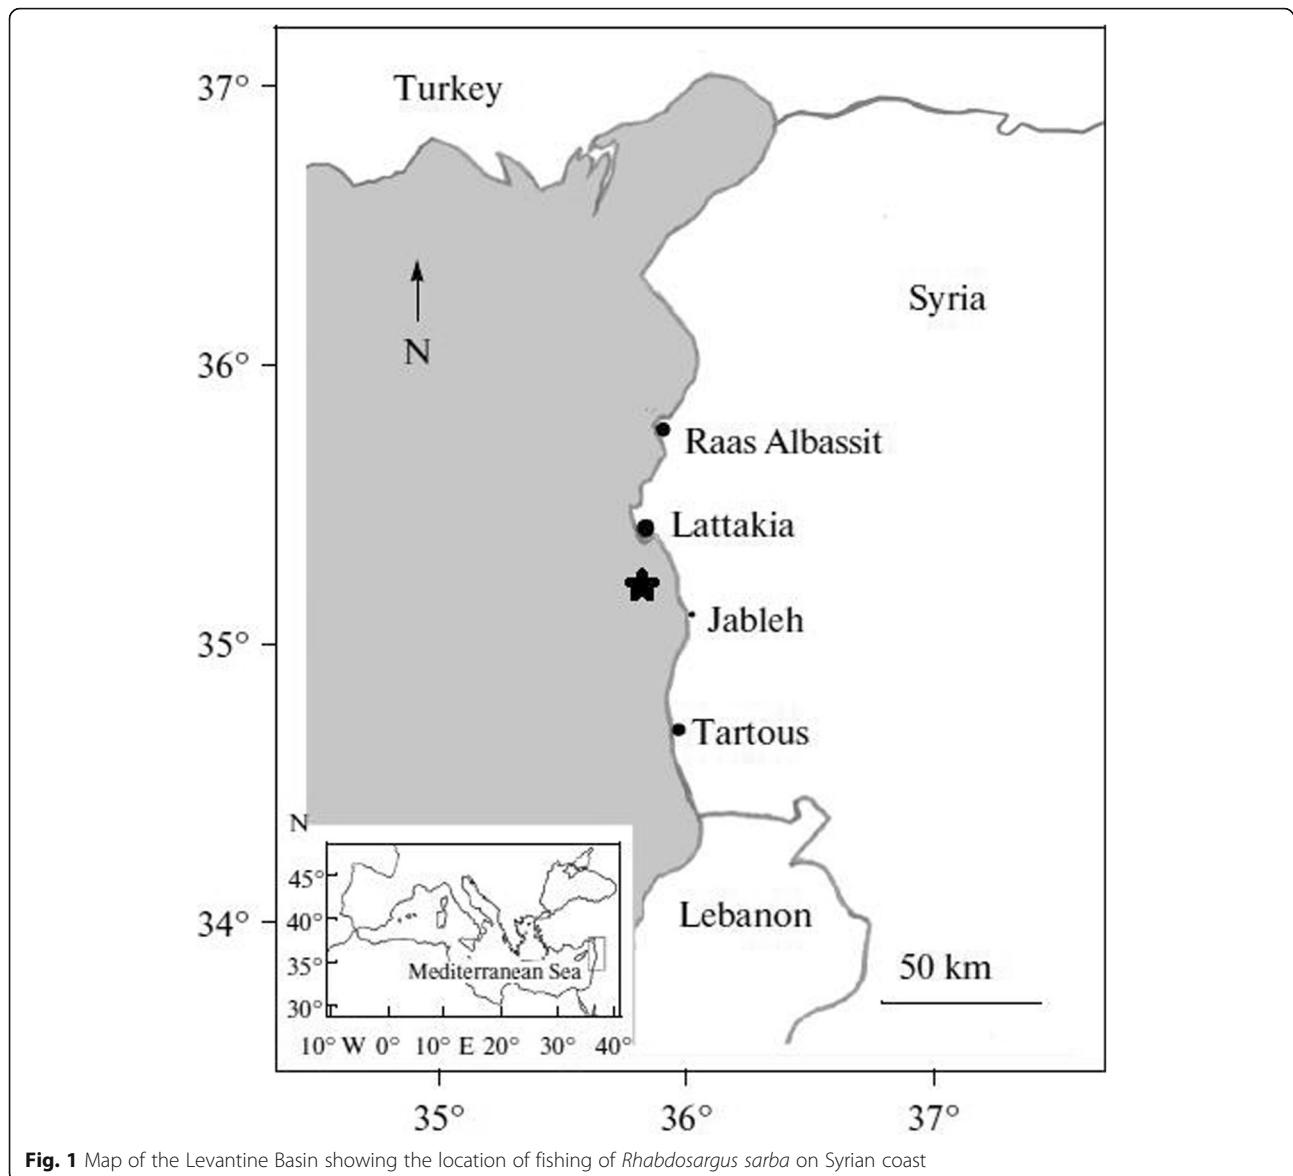 37°
Turkey
Syria
N
36°
Raas Albassit
Lattakia
Jableh
35°
Tartous
N
45°
40°
35°
30°
Mediterranean Sea
10° W 0° 10° E 20° 30° 40°
34°
Lebanon
50 km
35° 36° 37°
Fig. 1 Map of the Levantine Basin showing the location of fishing of Rhabdosargus sarba on Syrian coast